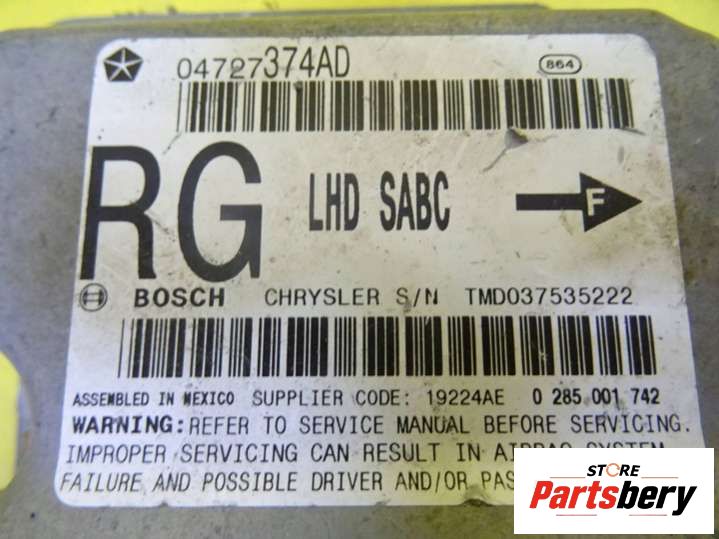 04727374AD 864
RG LHD SABC F
BOSCH CHRYSLER S/N TMD037535222
ASSEMBLED IN MEXICO SUPPLIER CODE: 19224AE 0 285 001 742
WARNING: REFER TO SERVICE MANUAL BEFORE SERVICING.
IMPROPER SERVICING CAN RESULT IN AIRBAG SYSTEM
FAILURE AND POSSIBLE DRIVER AND/OR
STORE
Partsbery